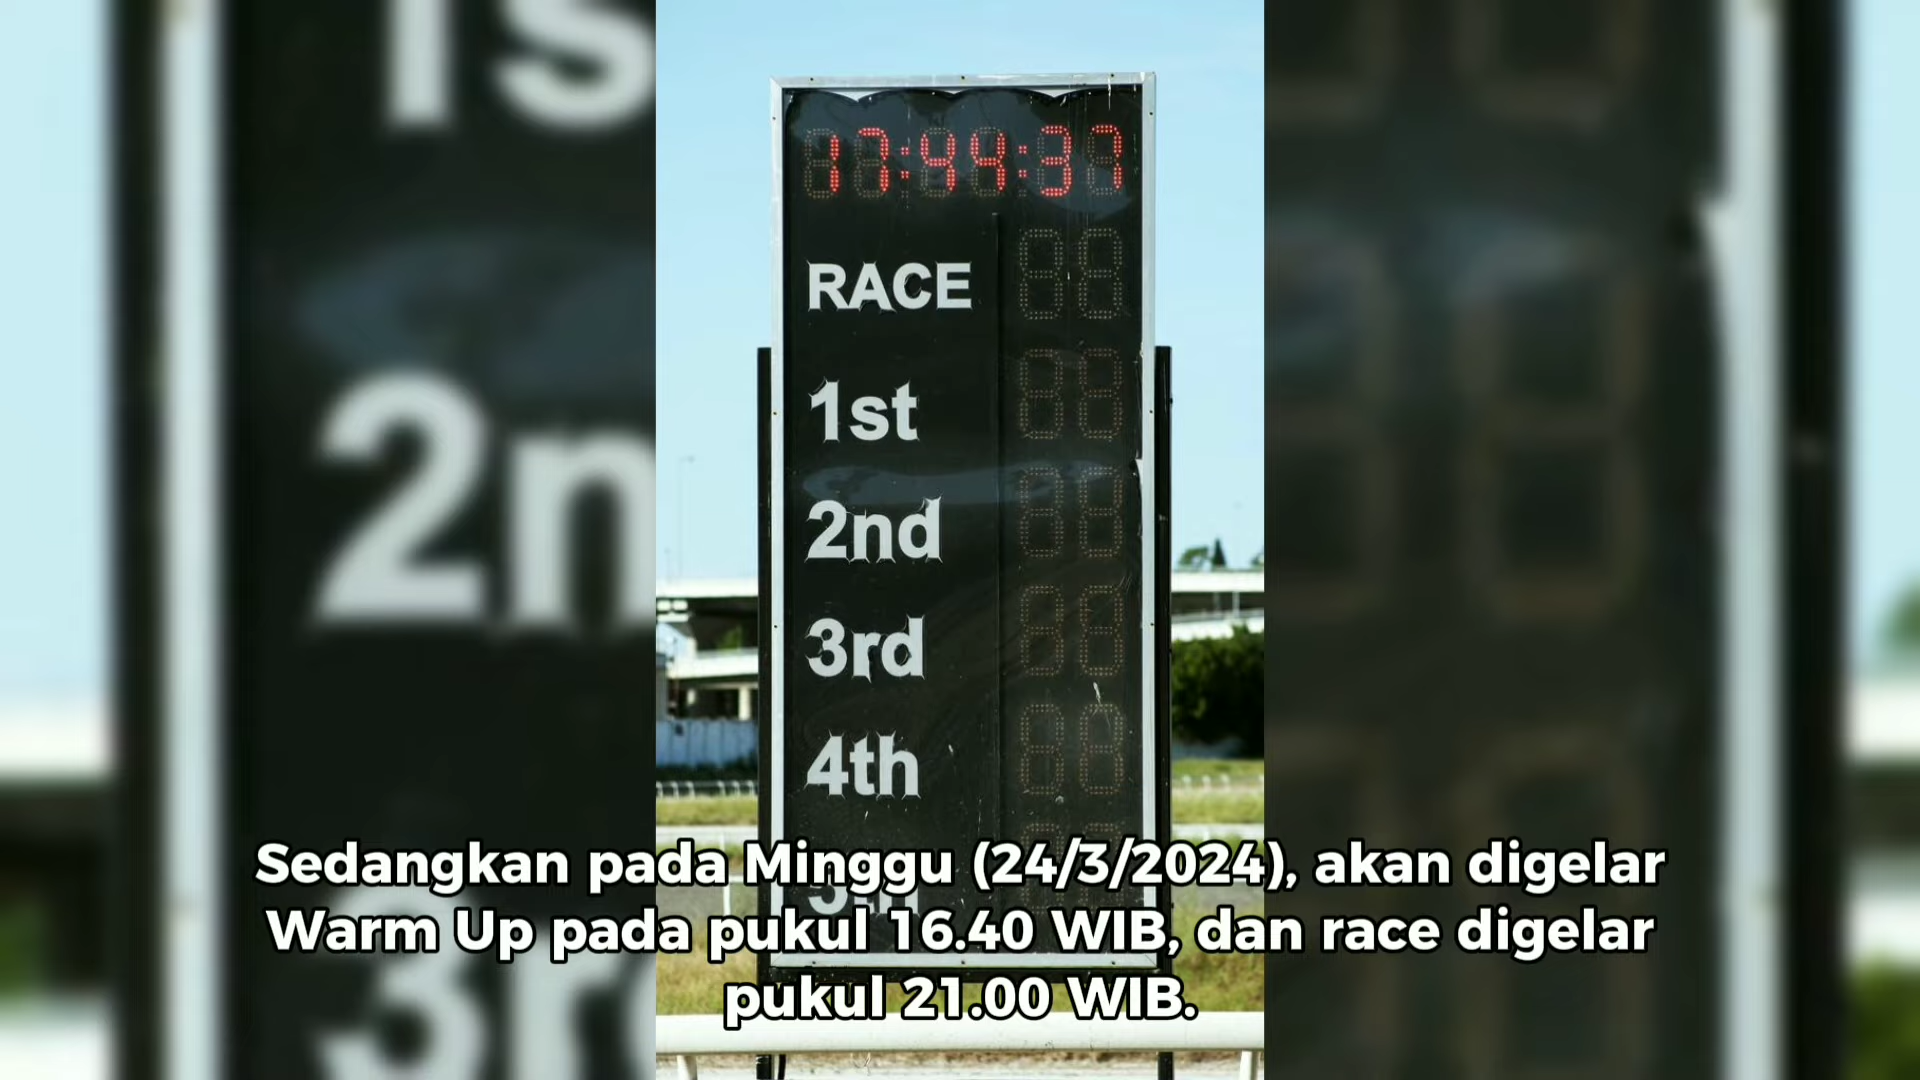 17:44:37
RACE
1st
2nd
3rd
4th
5th
Sedangkan pada Minggu (24/3/2024), akan digelar
Warm Up pada pukul 16.40 WIB, dan race digelar
pukul 21.00 WIB.